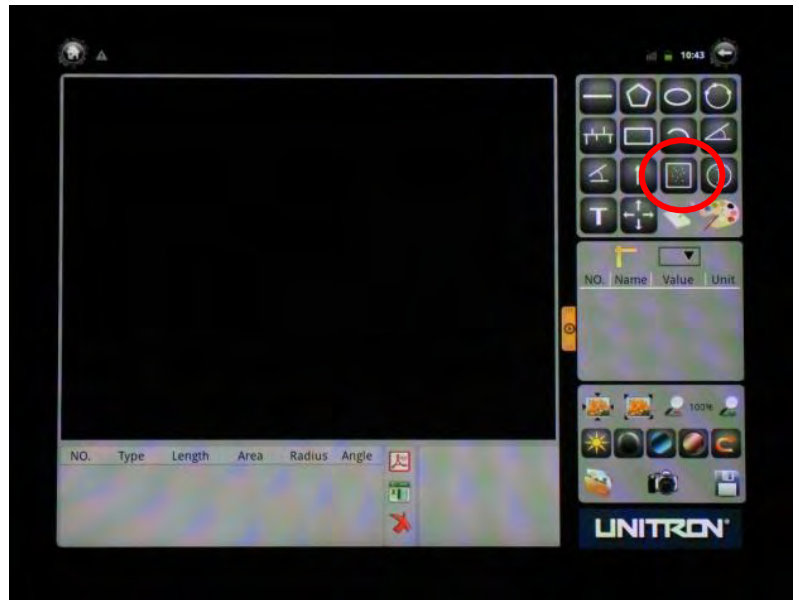 10:43
T
NO. Name Value Unit
100%
NO. Type Length Area Radius Angle
UNITRON